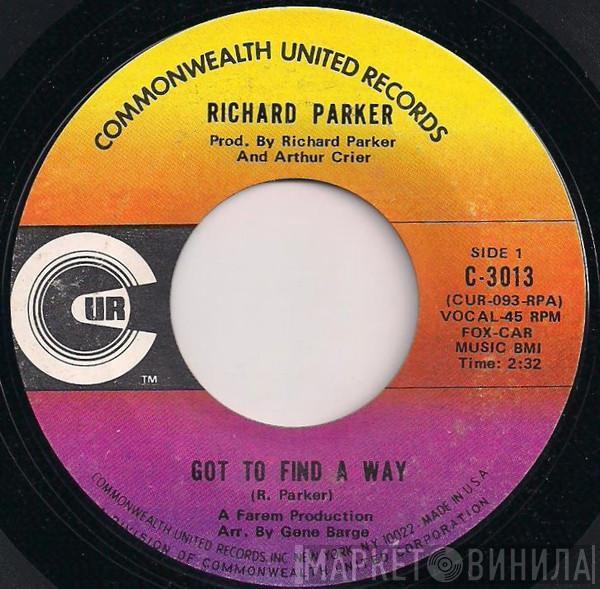 COMMONWEALTH UNITED RECORDS
RICHARD PARKER
Prod. By Richard Parker
And Arthur Crier
SIDE 1
C-3013
(CUR-093-RPA)
VOCAL-45 RPM
FOX-CAR
MUSIC BMI
Time: 2:32
CUR
TM
GOT TO FIND A WAY
(R. Parker)
A Farem Production
Arr. By Gene Barge
COMMONWEALTH UNITED RECORDS, INC. NEW YORK, N.Y. 10022 - MADE IN U.S.A.
A DIVISION OF COMMONWEALTH UNITED CORPORATION
МАРКЕТ ВИНИЛА